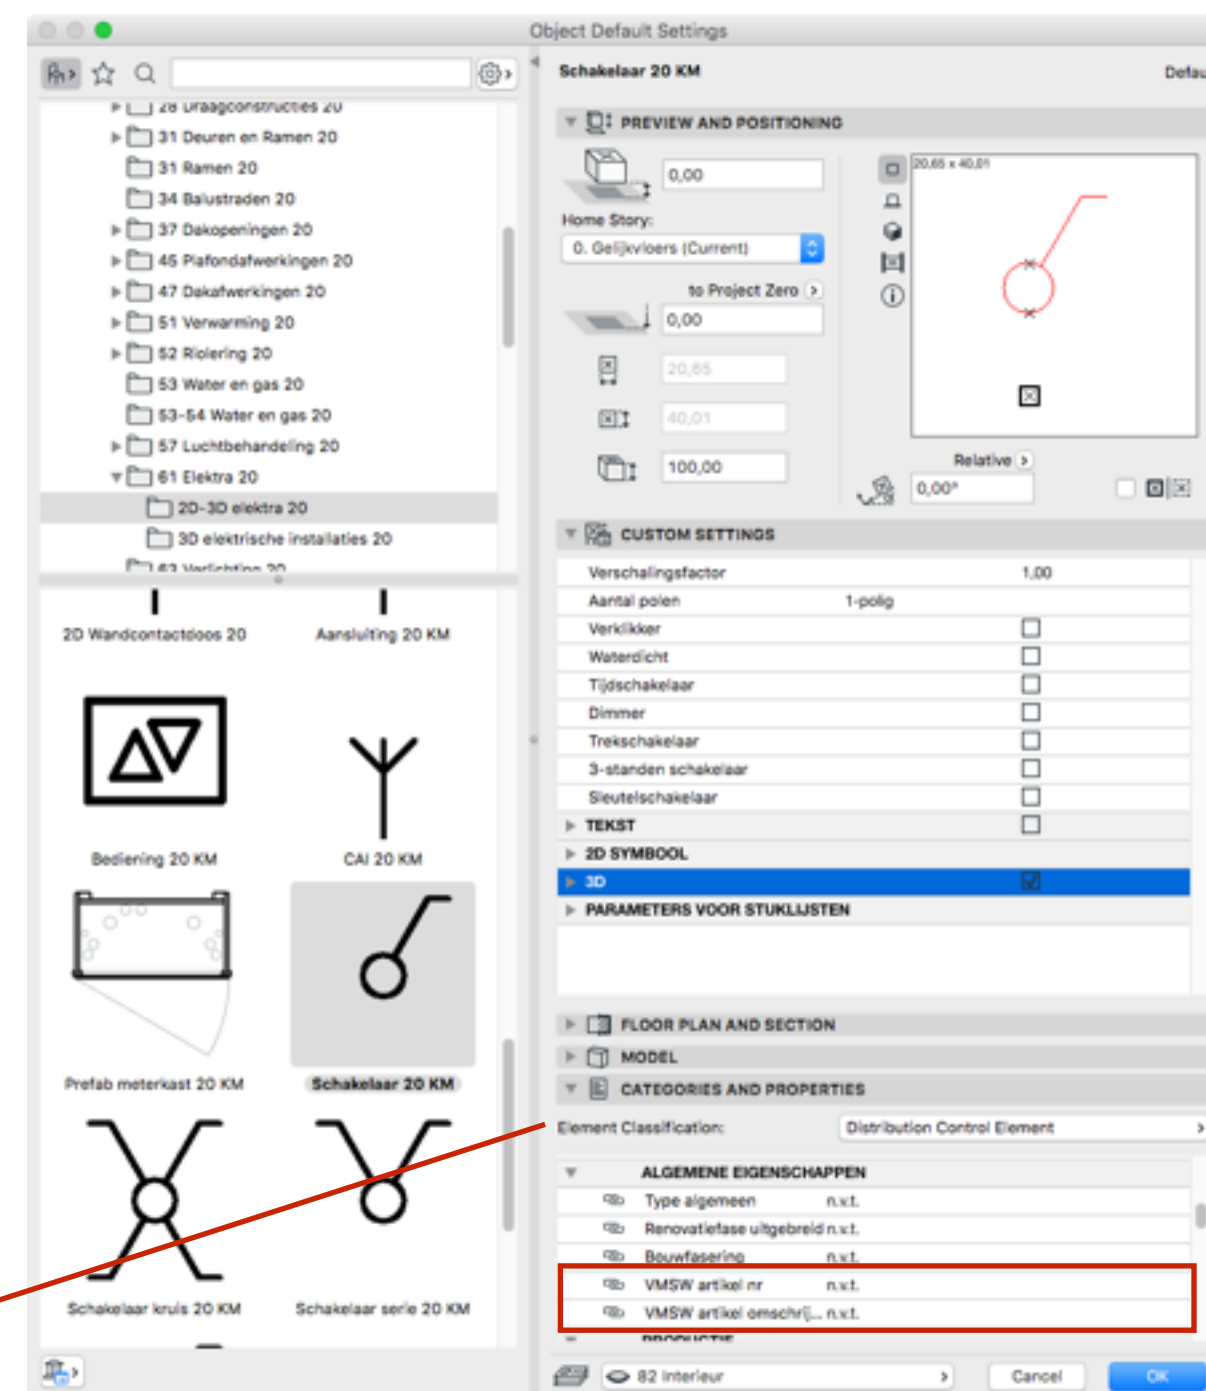 Object Default Settings
Schakelaar 20 KM
Defau
28 Draagconstructies 20
31 Deuren en Ramen 20
31 Ramen 20
34 Balustraden 20
37 Dakopeningen 20
45 Plafondafwerkingen 20
47 Dakafwerkingen 20
51 Verwarming 20
52 Riolering 20
53 Water en gas 20
53-54 Water en gas 20
57 Luchtbehandeling 20
61 Elektra 20
2D-3D elektra 20
3D elektrische installaties 20
63 Verlichting 20
2D Wandcontactdoos 20
Aansluiting 20 KM
Bediening 20 KM
CAI 20 KM
Prefab meterkast 20 KM
Schakelaar 20 KM
Schakelaar kruis 20 KM
Schakelaar serie 20 KM
PREVIEW AND POSITIONING
0,00
20,65 x 40,01
Home Story:
0. Gelijkvloers (Current)
to Project Zero
0,00
20,65
40,01
100,00
Relative
0,00°
CUSTOM SETTINGS
Verschalingsfactor 1,00
Aantal polen 1-polig
Verklikker
Waterdicht
Tijdschakelaar
Dimmer
Trekschakelaar
3-standen schakelaar
Sleutelschakelaar
TEKST
2D SYMBOOL
3D
PARAMETERS VOOR STUKLIJSTEN
FLOOR PLAN AND SECTION
MODEL
CATEGORIES AND PROPERTIES
Element Classification: Distribution Control Element
ALGEMENE EIGENSCHAPPEN
Type algemeen n.v.t.
Renovatiefase uitgebreid n.v.t.
Bouwfasering n.v.t.
VMSW artikel nr n.v.t.
VMSW artikel omschrij... n.v.t.
PRODUCTIE
82 Interieur
Cancel
OK